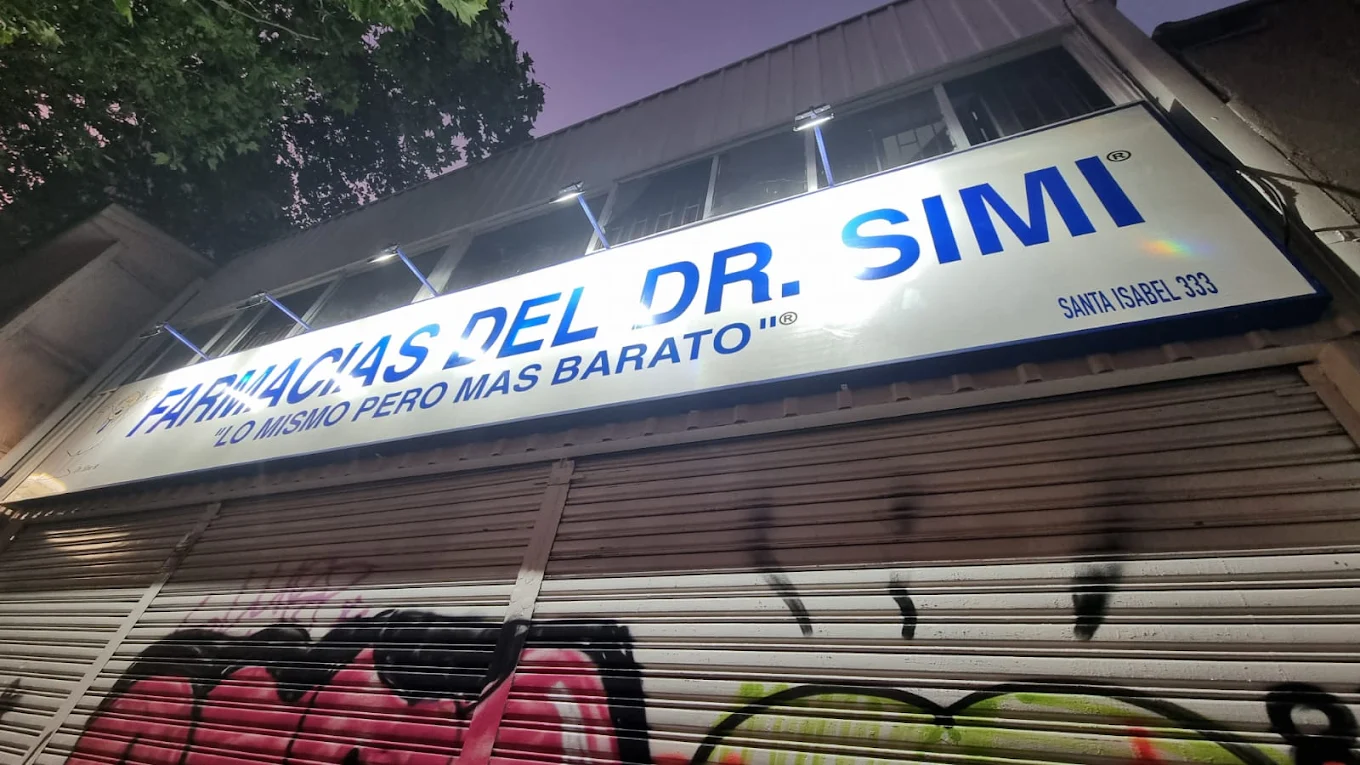 FARMACIAS DEL DR. SIMI®
"LO MISMO PERO MAS BARATO"®
SANTA ISABEL 333